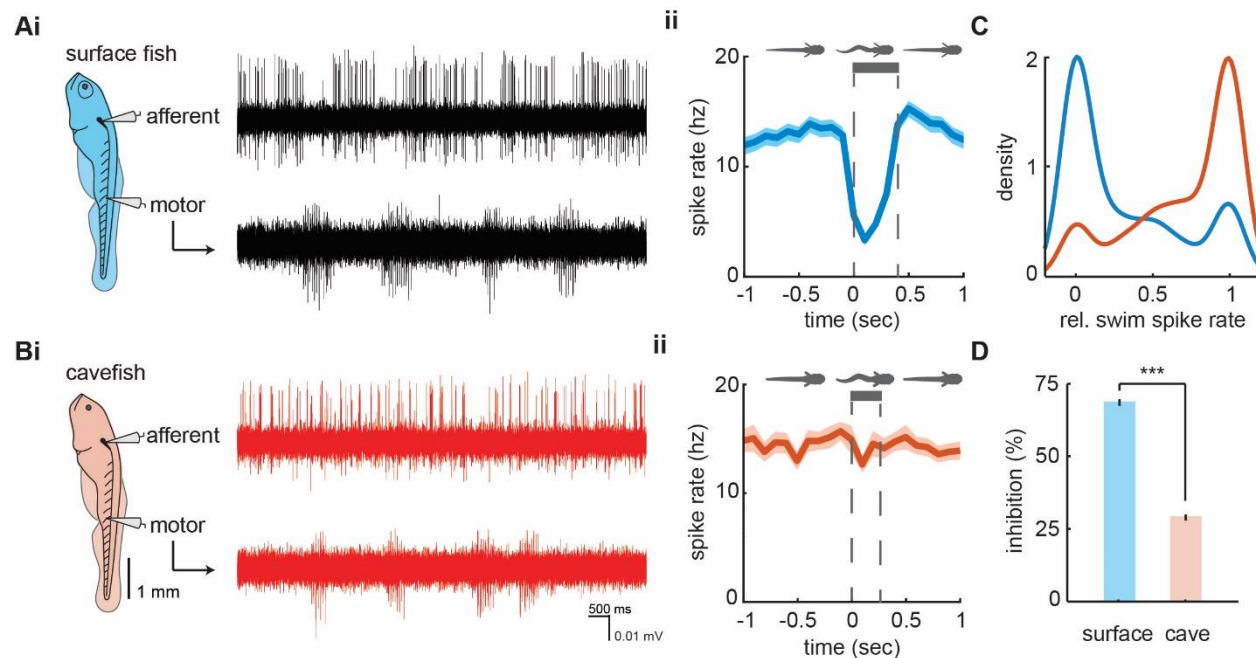 Ai
surface fish
afferent
motor
ii
20
10
0
spike rate (hz)
-1 -0.5 0 0.5 1
time (sec)
C
2
1
0
density
0 0.5 1
rel. swim spike rate
Bi
cavefish
afferent
motor
1 mm
500 ms
0.01 mV
ii
20
10
0
spike rate (hz)
-1 -0.5 0 0.5 1
time (sec)
D
***
75
50
25
0
inhibition (%)
surface cave